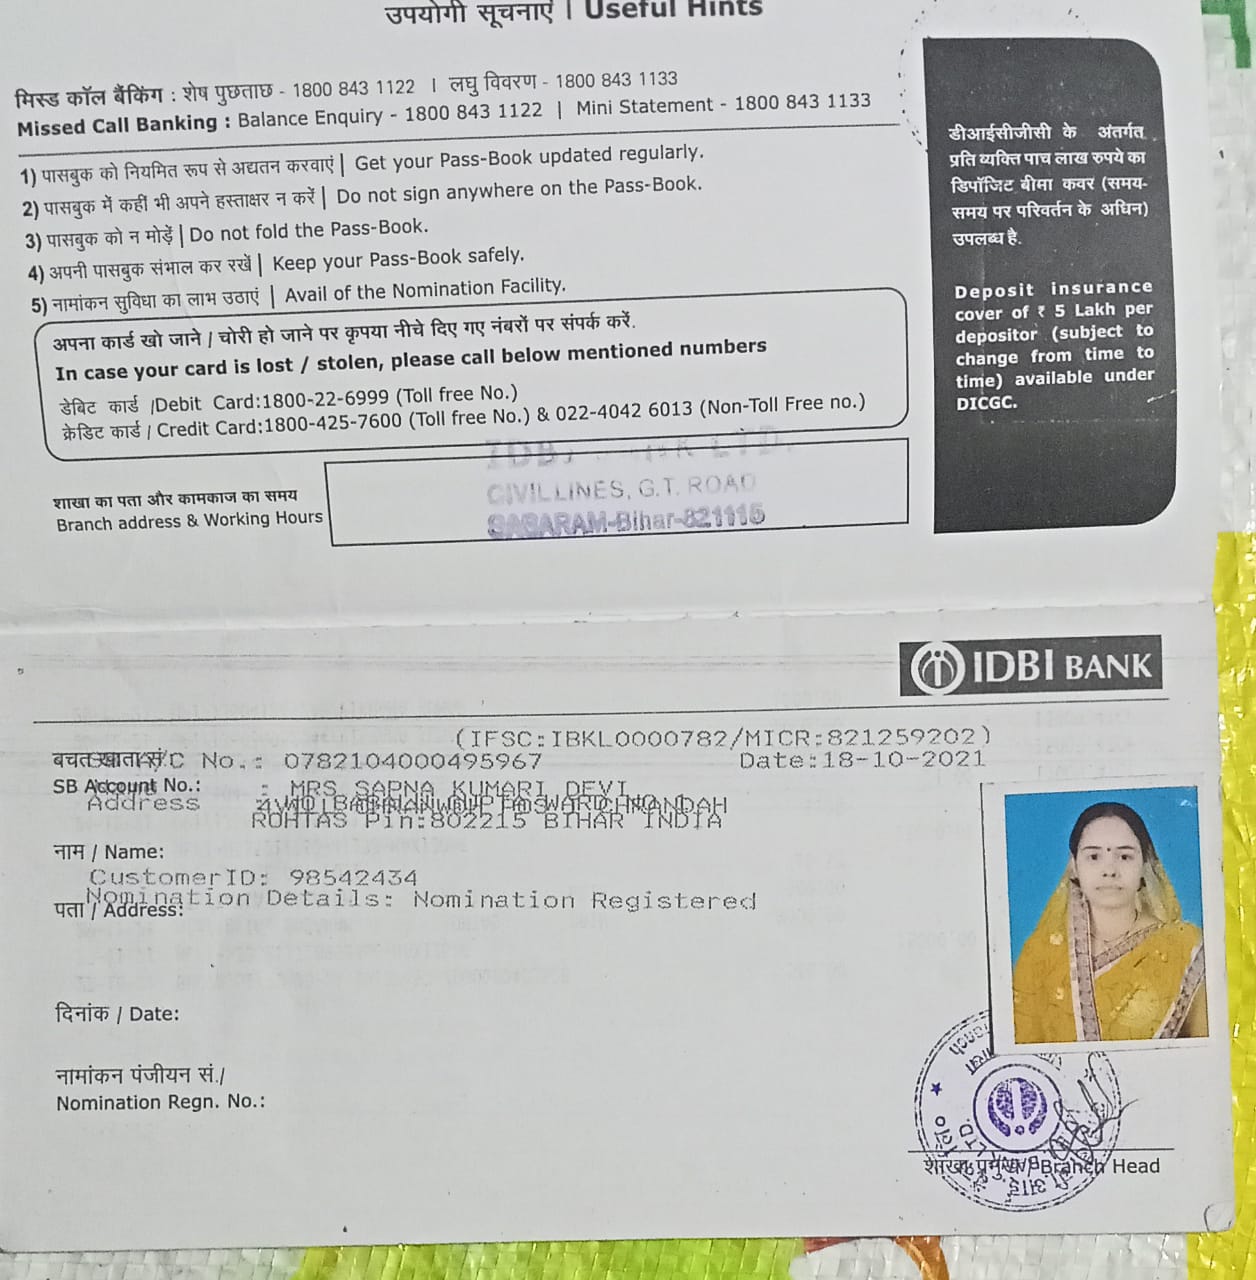 उपयोगी सूचनाएं | Useful Hints
मिस्ड कॉल बैंकिंग : शेष पुछताछ - 1800 843 1122 | लघु विवरण - 1800 843 1133
Missed Call Banking : Balance Enquiry - 1800 843 1122 | Mini Statement - 1800 843 1133
1) पासबुक को नियमित रूप से अद्यतन करवाएं | Get your Pass-Book updated regularly.
2) पासबुक में कहीं भी अपने हस्ताक्षर न करें | Do not sign anywhere on the Pass-Book.
3) पासबुक को न मोड़ें | Do not fold the Pass-Book.
4) अपनी पासबुक संभाल कर रखें | Keep your Pass-Book safely.
5) नामांकन सुविधा का लाभ उठाएं | Avail of the Nomination Facility.
अपना कार्ड खो जाने / चोरी हो जाने पर कृपया नीचे दिए गए नंबरों पर संपर्क करें.
In case your card is lost / stolen, please call below mentioned numbers
डेबिट कार्ड /Debit Card:1800-22-6999 (Toll free No.)
क्रेडिट कार्ड / Credit Card:1800-425-7600 (Toll free No.) & 022-4042 6013 (Non-Toll Free no.)
शाखा का पता और कामकाज का समय
Branch address & Working Hours
LTD.
CIVIL LINES, G.T. ROAD
SASARAM-Bihar-821115
डीआईसीजीसी के अंतर्गत
प्रति व्यक्ति पाच लाख रुपये का
डिपॉजिट बीमा कवर (समय-
समय पर परिवर्तन के अधिन)
उपलब्ध है.
Deposit insurance
cover of ₹ 5 Lakh per
depositor (subject to
change from time to
time) available under
DICGC.
IDBI BANK
(IFSC:IBKL0000782/MICR:821259202)
बचत खाता सं/ A/C No.: 0782104000495967
Date:18-10-2021
SB Account No.: : MRS SAPNA KUMARI DEVI
Address
ROHTAS Pin:802215 BIHAR INDIA
नाम / Name:
CustomerID: 98542434
Nomination Details: Nomination Registered
पता / Address:
दिनांक / Date:
नामांकन पंजीयन सं./
Nomination Regn. No.:
LTD.
शाखा प्रमुख / Branch Head